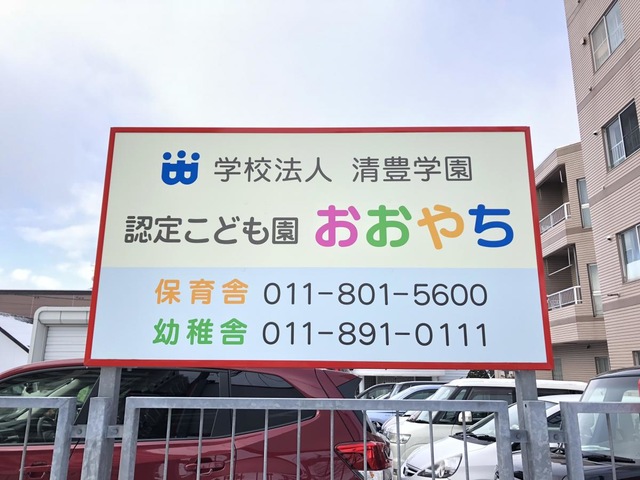 学校法人 清豊学園
認定こども園 おおやち
保育舎 011-801-5600
幼稚舎 011-891-0111